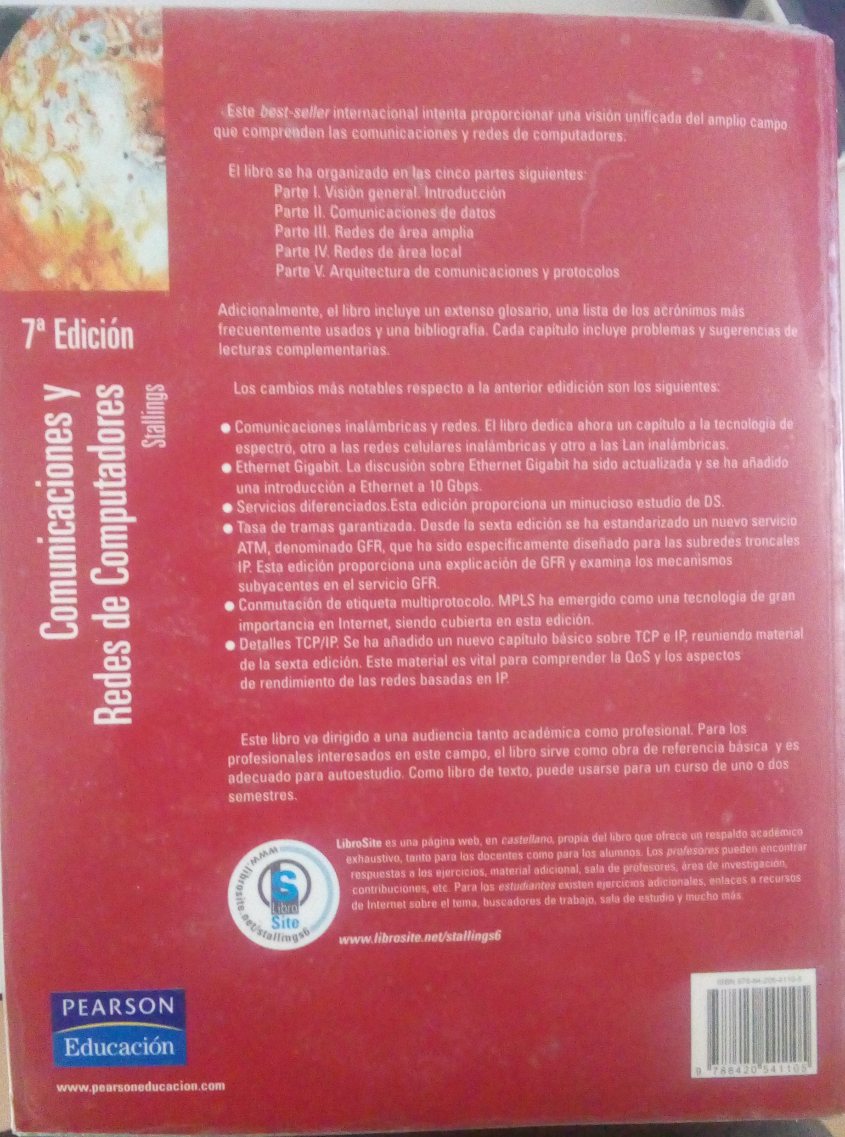 Este best-seller internacional intenta proporcionar una visión unificada del amplio campo
que comprenden las comunicaciones y redes de computadores.
El libro se ha organizado en las cinco partes siguientes:
Parte I. Visión general. Introducción
Parte II. Comunicaciones de datos
Parte III. Redes de área amplia
Parte IV. Redes de área local
Parte V. Arquitectura de comunicaciones y protocolos
Adicionalmente, el libro incluye un extenso glosario, una lista de los acrónimos más
frecuentemente usados y una bibliografía. Cada capítulo incluye problemas y sugerencias de
lecturas complementarias.
Los cambios más notables respecto a la anterior edidición son los siguientes:
● Comunicaciones inalámbricas y redes. El libro dedica ahora un capítulo a la tecnología de
espectro, otro a las redes celulares inalámbricas y otro a las Lan inalámbricas.
● Ethernet Gigabit. La discusión sobre Ethernet Gigabit ha sido actualizada y se ha añadido
una introducción a Ethernet a 10 Gbps.
● Servicios diferenciados.Esta edición proporciona un minucioso estudio de DS.
● Tasa de tramas garantizada. Desde la sexta edición se ha estandarizado un nuevo servicio
ATM, denominado GFR, que ha sido específicamente diseñado para las subredes troncales
IP. Esta edición proporciona una explicación de GFR y examina los mecanismos
subyacentes en el servicio GFR.
● Conmutación de etiqueta multiprotocolo. MPLS ha emergido como una tecnología de gran
importancia en Internet, siendo cubierta en esta edición.
● Detalles TCP/IP. Se ha añadido un nuevo capítulo básico sobre TCP e IP, reuniendo material
de la sexta edición. Este material es vital para comprender la QoS y los aspectos
de rendimiento de las redes basadas en IP.
Este libro va dirigido a una audiencia tanto académica como profesional. Para los
profesionales interesados en este campo, el libro sirve como obra de referencia básica y es
adecuado para autoestudio. Como libro de texto, puede usarse para un curso de uno o dos
semestres.
LibroSite es una página web, en castellano, propia del libro que ofrece un respaldo académico
exhaustivo, tanto para los docentes como para los alumnos. Los profesores pueden encontrar
respuestas a los ejercicios, material adicional, sala de profesores, área de investigación,
contribuciones, etc. Para los estudiantes existen ejercicios adicionales, enlaces a recursos
de Internet sobre el tema, buscadores de trabajo, sala de estudio y mucho más.
www.librosite.net/stallings6
www.librosite.net/stallings6
LS
Libro
Site
7ª Edición
Comunicaciones y
Redes de Computadores
Stallings
PEARSON
Educación
www.pearsoneducacion.com
ISBN 978-84-205-4110-5
9 788420 541105